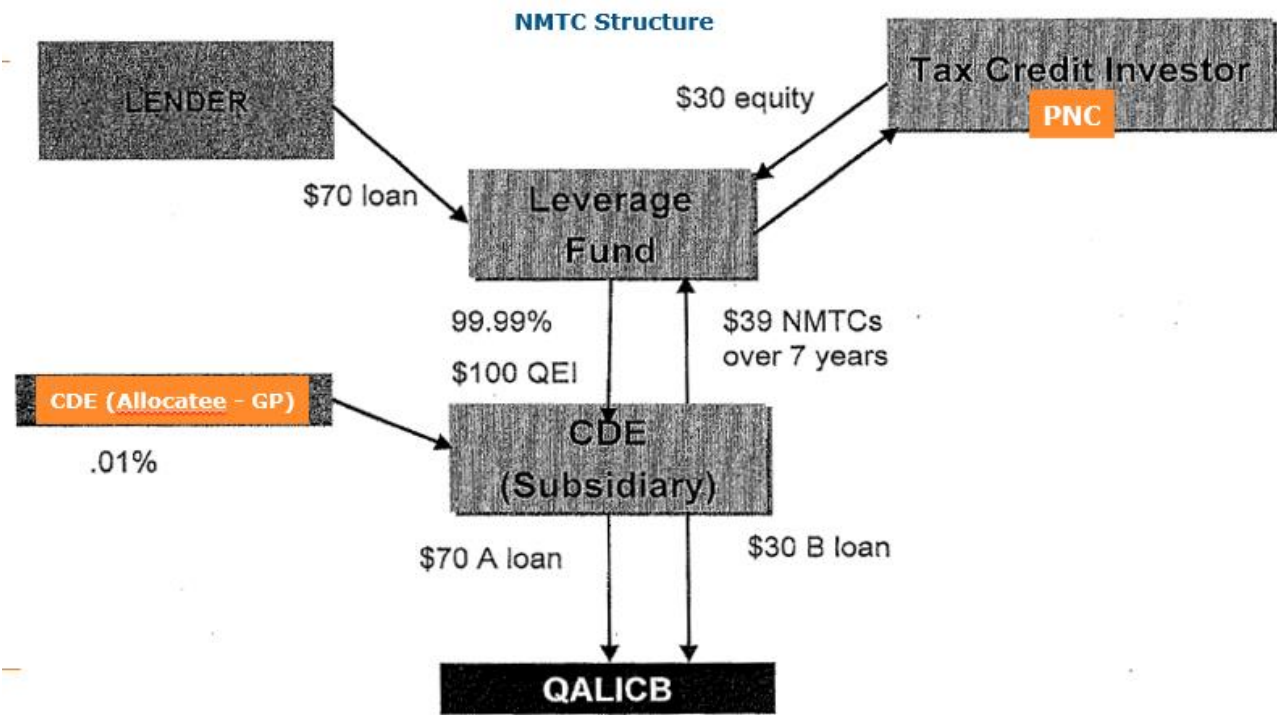 NMTC Structure
LENDER
Tax Credit Investor
PNC
$30 equity
$70 loan
Leverage
Fund
99.99%
$100 QEI
$39 NMTCs
over 7 years
CDE (Allocatee - GP)
.01%
CDE
(Subsidiary)
$70 A loan
$30 B loan
QALICB